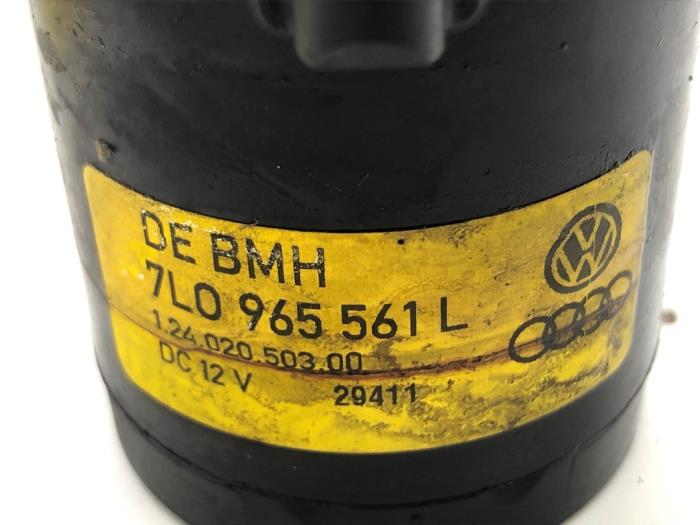 DE BMH
7L0 965 561 L
1.24.020.503.00
DC 12 V 29411